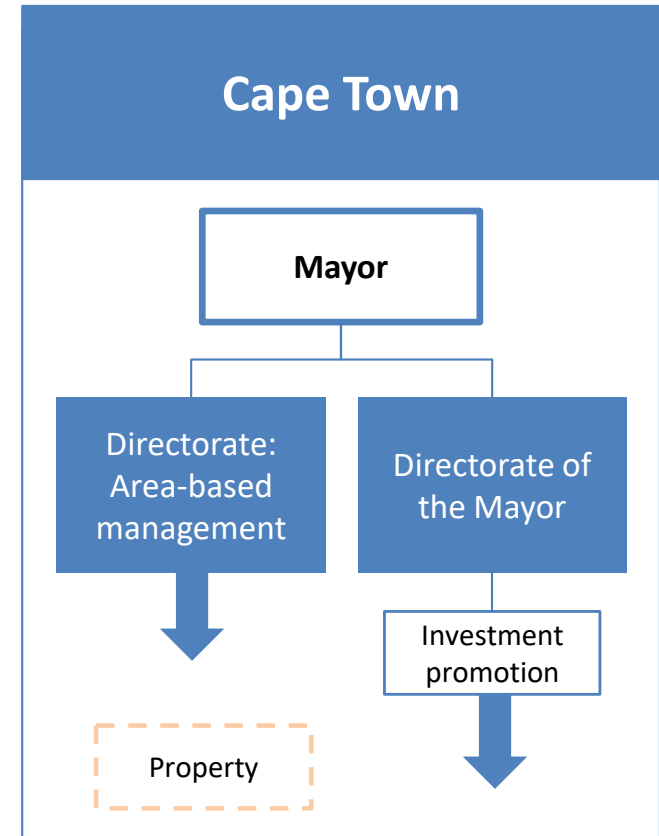 Cape Town
Mayor
Directorate:
Area-based
management
Directorate of
the Mayor
Investment
promotion
Property